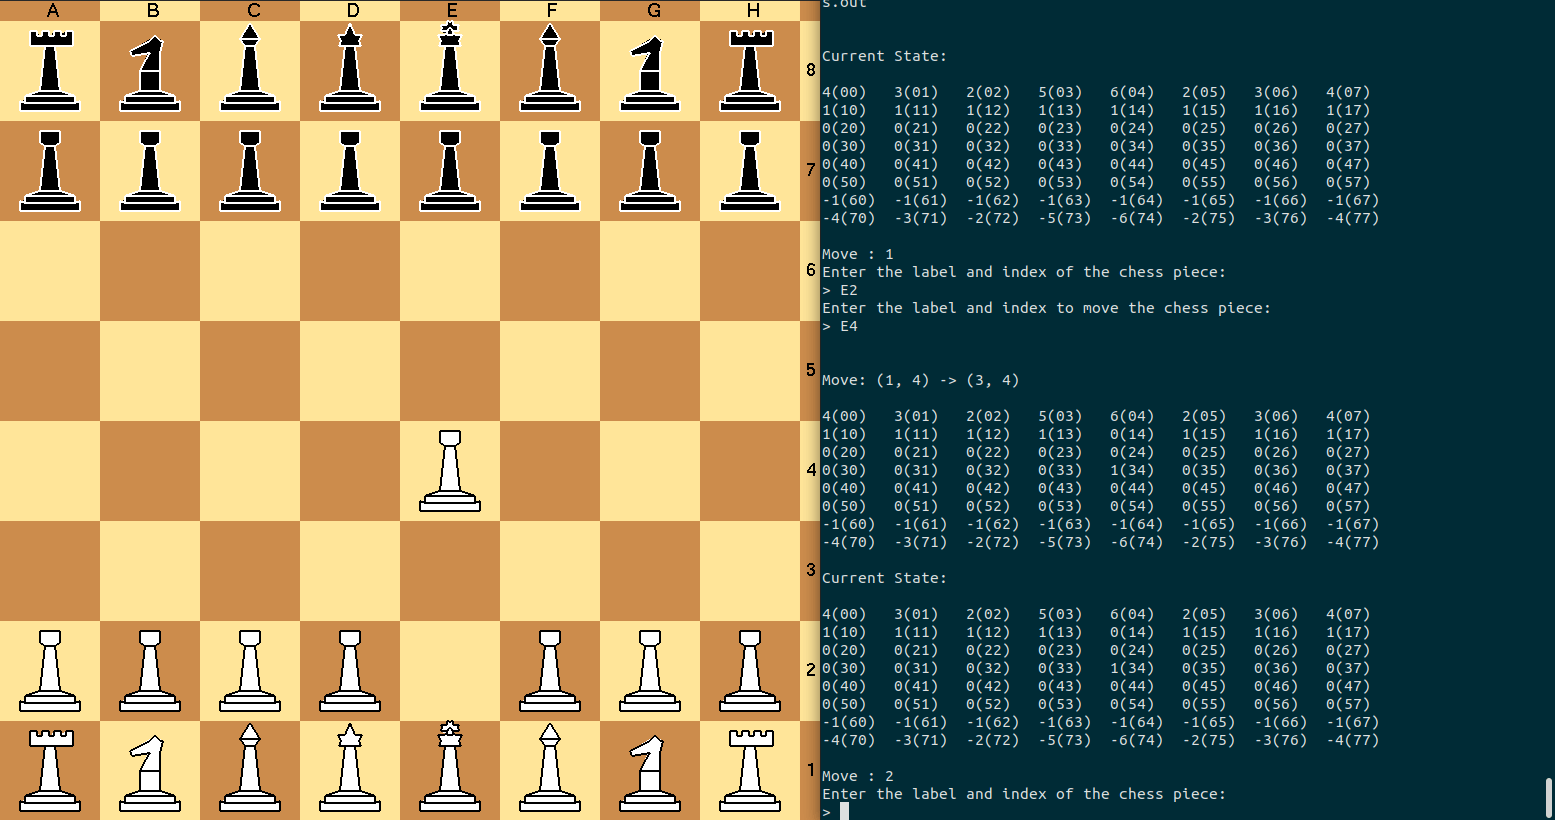 A B C D E F G H
8
7
6
5
4
3
2
1
s.out
Current State:
4(00) 3(01) 2(02) 5(03) 6(04) 2(05) 3(06) 4(07)
1(10) 1(11) 1(12) 1(13) 1(14) 1(15) 1(16) 1(17)
0(20) 0(21) 0(22) 0(23) 0(24) 0(25) 0(26) 0(27)
0(30) 0(31) 0(32) 0(33) 0(34) 0(35) 0(36) 0(37)
0(40) 0(41) 0(42) 0(43) 0(44) 0(45) 0(46) 0(47)
0(50) 0(51) 0(52) 0(53) 0(54) 0(55) 0(56) 0(57)
-1(60) -1(61) -1(62) -1(63) -1(64) -1(65) -1(66) -1(67)
-4(70) -3(71) -2(72) -5(73) -6(74) -2(75) -3(76) -4(77)
Move : 1
Enter the label and index of the chess piece:
> E2
Enter the label and index to move the chess piece:
> E4
Move: (1, 4) -> (3, 4)
4(00) 3(01) 2(02) 5(03) 6(04) 2(05) 3(06) 4(07)
1(10) 1(11) 1(12) 1(13) 0(14) 1(15) 1(16) 1(17)
0(20) 0(21) 0(22) 0(23) 0(24) 0(25) 0(26) 0(27)
0(30) 0(31) 0(32) 0(33) 1(34) 0(35) 0(36) 0(37)
0(40) 0(41) 0(42) 0(43) 0(44) 0(45) 0(46) 0(47)
0(50) 0(51) 0(52) 0(53) 0(54) 0(55) 0(56) 0(57)
-1(60) -1(61) -1(62) -1(63) -1(64) -1(65) -1(66) -1(67)
-4(70) -3(71) -2(72) -5(73) -6(74) -2(75) -3(76) -4(77)
Current State:
4(00) 3(01) 2(02) 5(03) 6(04) 2(05) 3(06) 4(07)
1(10) 1(11) 1(12) 1(13) 0(14) 1(15) 1(16) 1(17)
0(20) 0(21) 0(22) 0(23) 0(24) 0(25) 0(26) 0(27)
0(30) 0(31) 0(32) 0(33) 1(34) 0(35) 0(36) 0(37)
0(40) 0(41) 0(42) 0(43) 0(44) 0(45) 0(46) 0(47)
0(50) 0(51) 0(52) 0(53) 0(54) 0(55) 0(56) 0(57)
-1(60) -1(61) -1(62) -1(63) -1(64) -1(65) -1(66) -1(67)
-4(70) -3(71) -2(72) -5(73) -6(74) -2(75) -3(76) -4(77)
Move : 2
Enter the label and index of the chess piece:
>